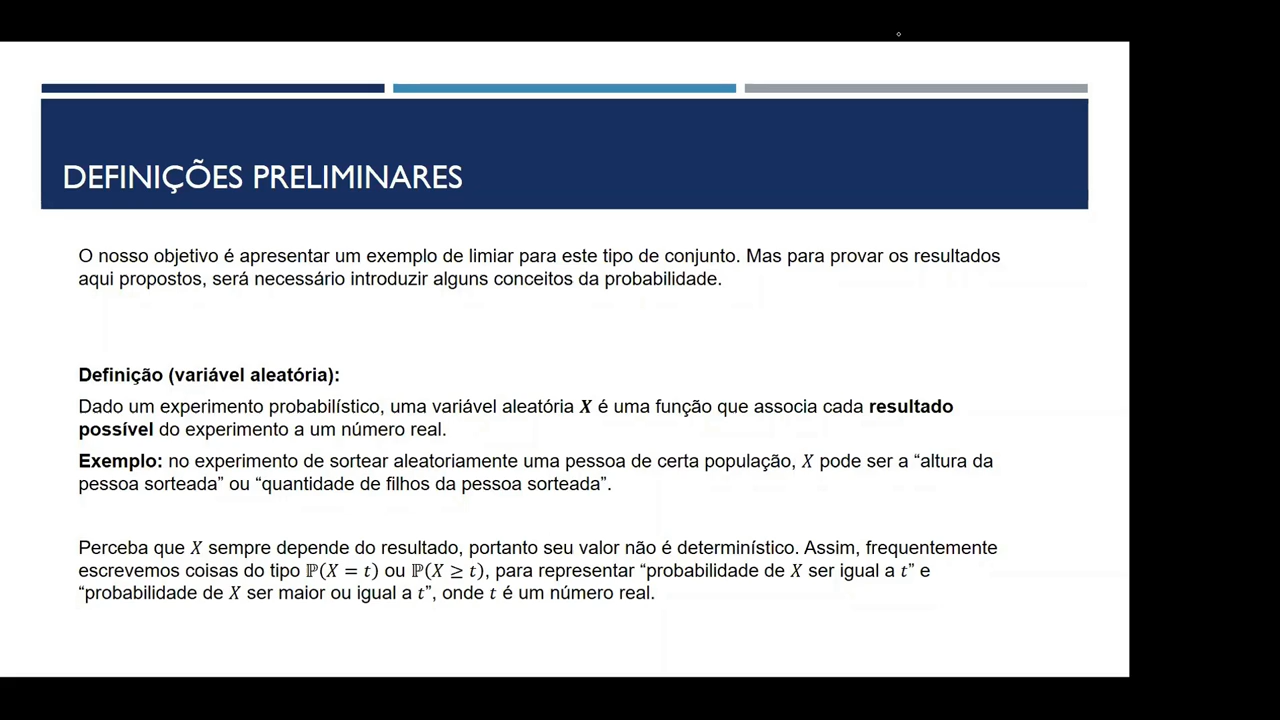 DEFINIÇÕES PRELIMINARES
O nosso objetivo é apresentar um exemplo de limiar para este tipo de conjunto. Mas para provar os resultados
aqui propostos, será necessário introduzir alguns conceitos da probabilidade.
Definição (variável aleatória):
Dado um experimento probabilístico, uma variável aleatória X é uma função que associa cada resultado
possível do experimento a um número real.
Exemplo: no experimento de sortear aleatoriamente uma pessoa de certa população, X pode ser a “altura da
pessoa sorteada” ou “quantidade de filhos da pessoa sorteada”.
Perceba que X sempre depende do resultado, portanto seu valor não é determinístico. Assim, frequentemente
escrevemos coisas do tipo ℙ(X = t) ou ℙ(X ≥ t), para representar “probabilidade de X ser igual a t” e
“probabilidade de X ser maior ou igual a t”, onde t é um número real.